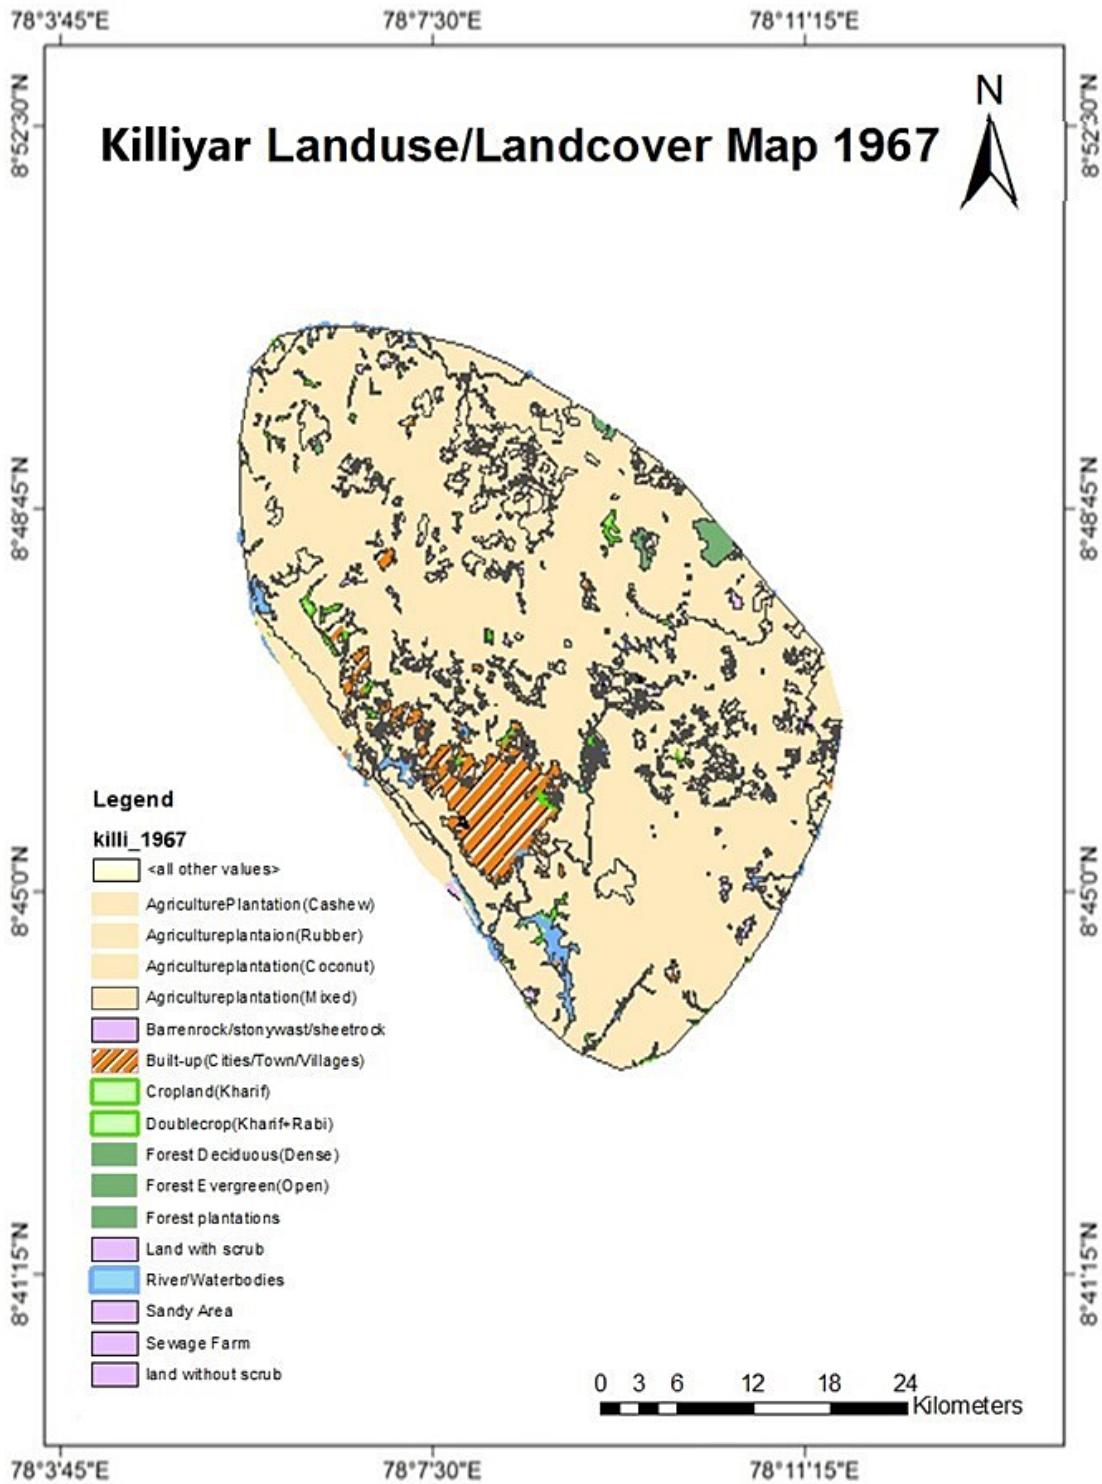 78°3'45"E 78°7'30"E 78°11'15"E
N
8°52'30"N 8°52'30"N
Killiyar Landuse/Landcover Map 1967
8°48'45"N 8°48'45"N
Legend
killi_1967
8°45'0"N 8°45'0"N
<all other values>
AgriculturePlantation(Cashew)
Agricultureplantaion(Rubber)
Agricultureplantation(Coconut)
Agricultureplantation(Mixed)
Barrenrock/stonywast/sheetrock
Built-up(Cities/Town/Villages)
Cropland(Kharif)
Doublecrop(Kharif+Rabi)
Forest Deciduous(Dense)
Forest Evergreen(Open)
Forest plantations
Land with scrub
8°41'15"N 8°41'15"N
River/Waterbodies
Sandy Area
Sewage Farm
land without scrub
0 3 6 12 18 24
Kilometers
78°3'45"E 78°7'30"E 78°11'15"E